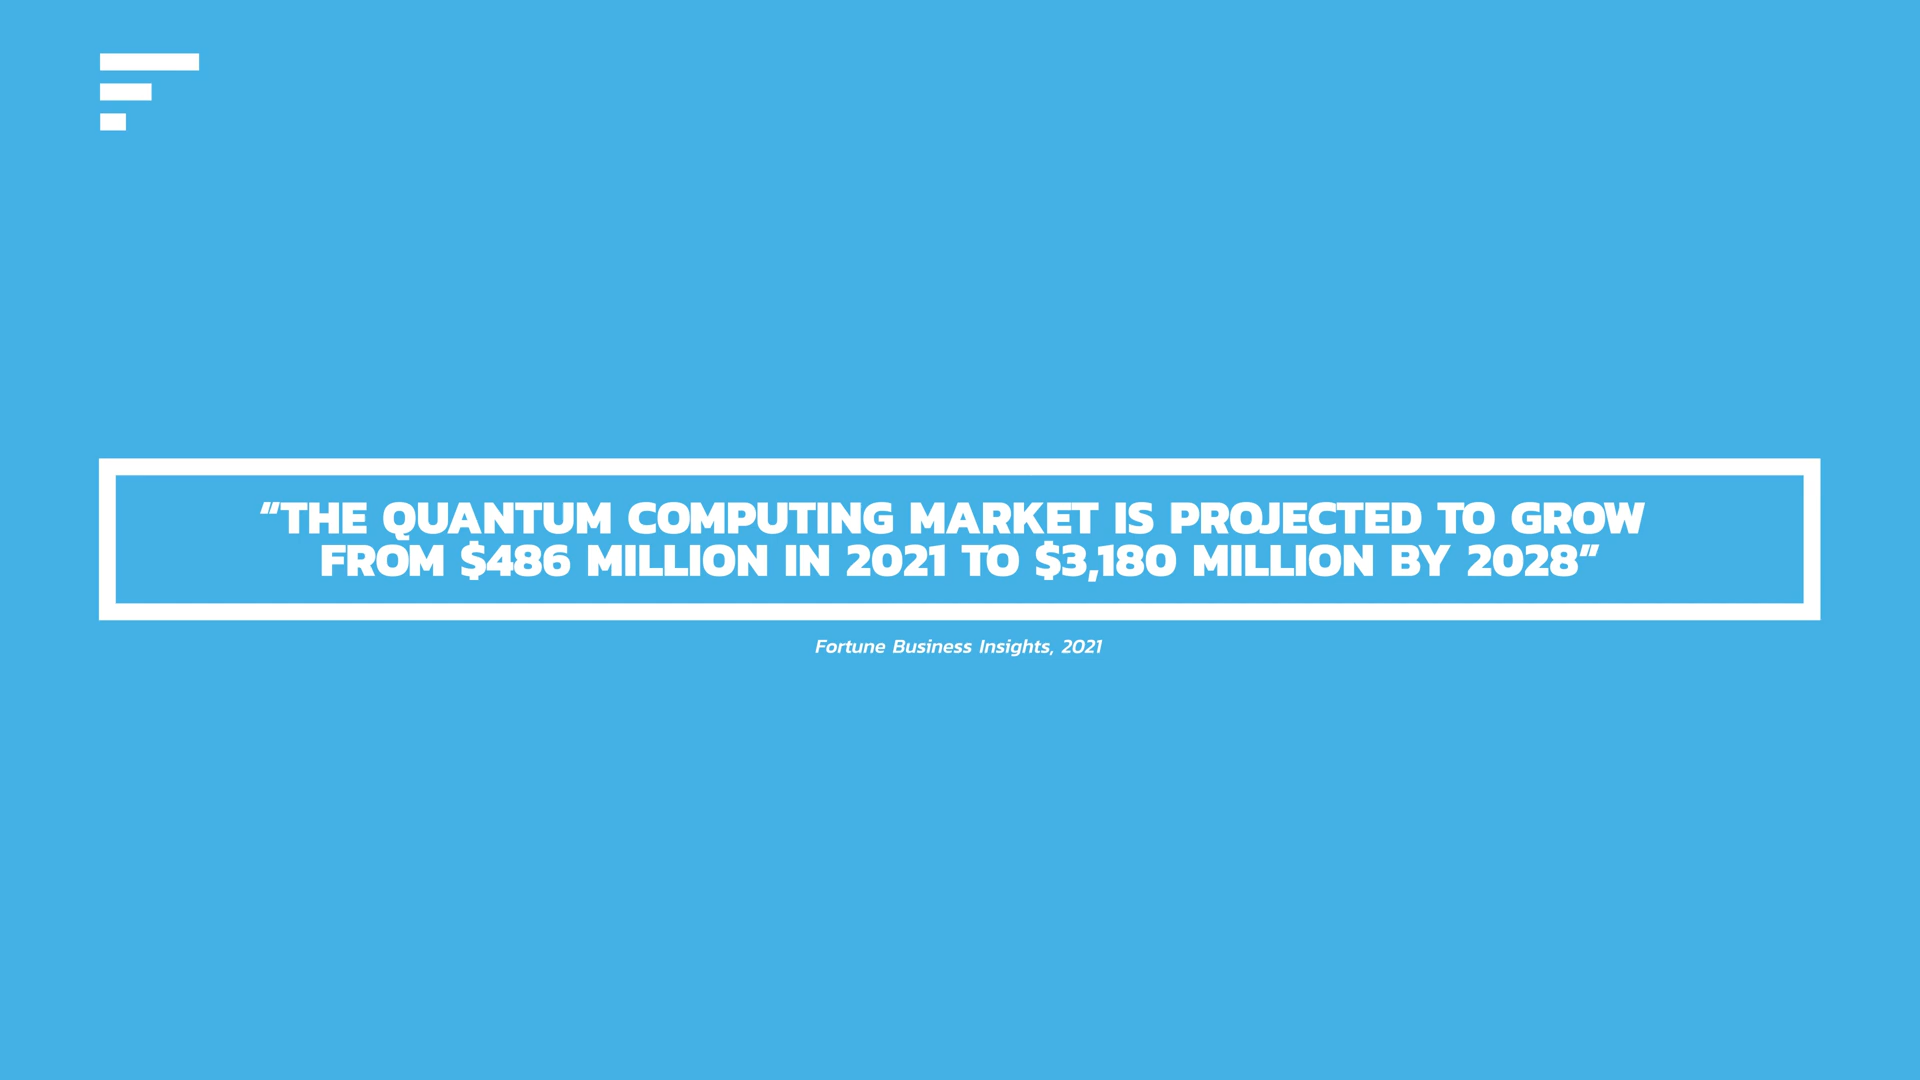 “THE QUANTUM COMPUTING MARKET IS PROJECTED TO GROW
FROM $486 MILLION IN 2021 TO $3,180 MILLION BY 2028”
Fortune Business Insights, 2021